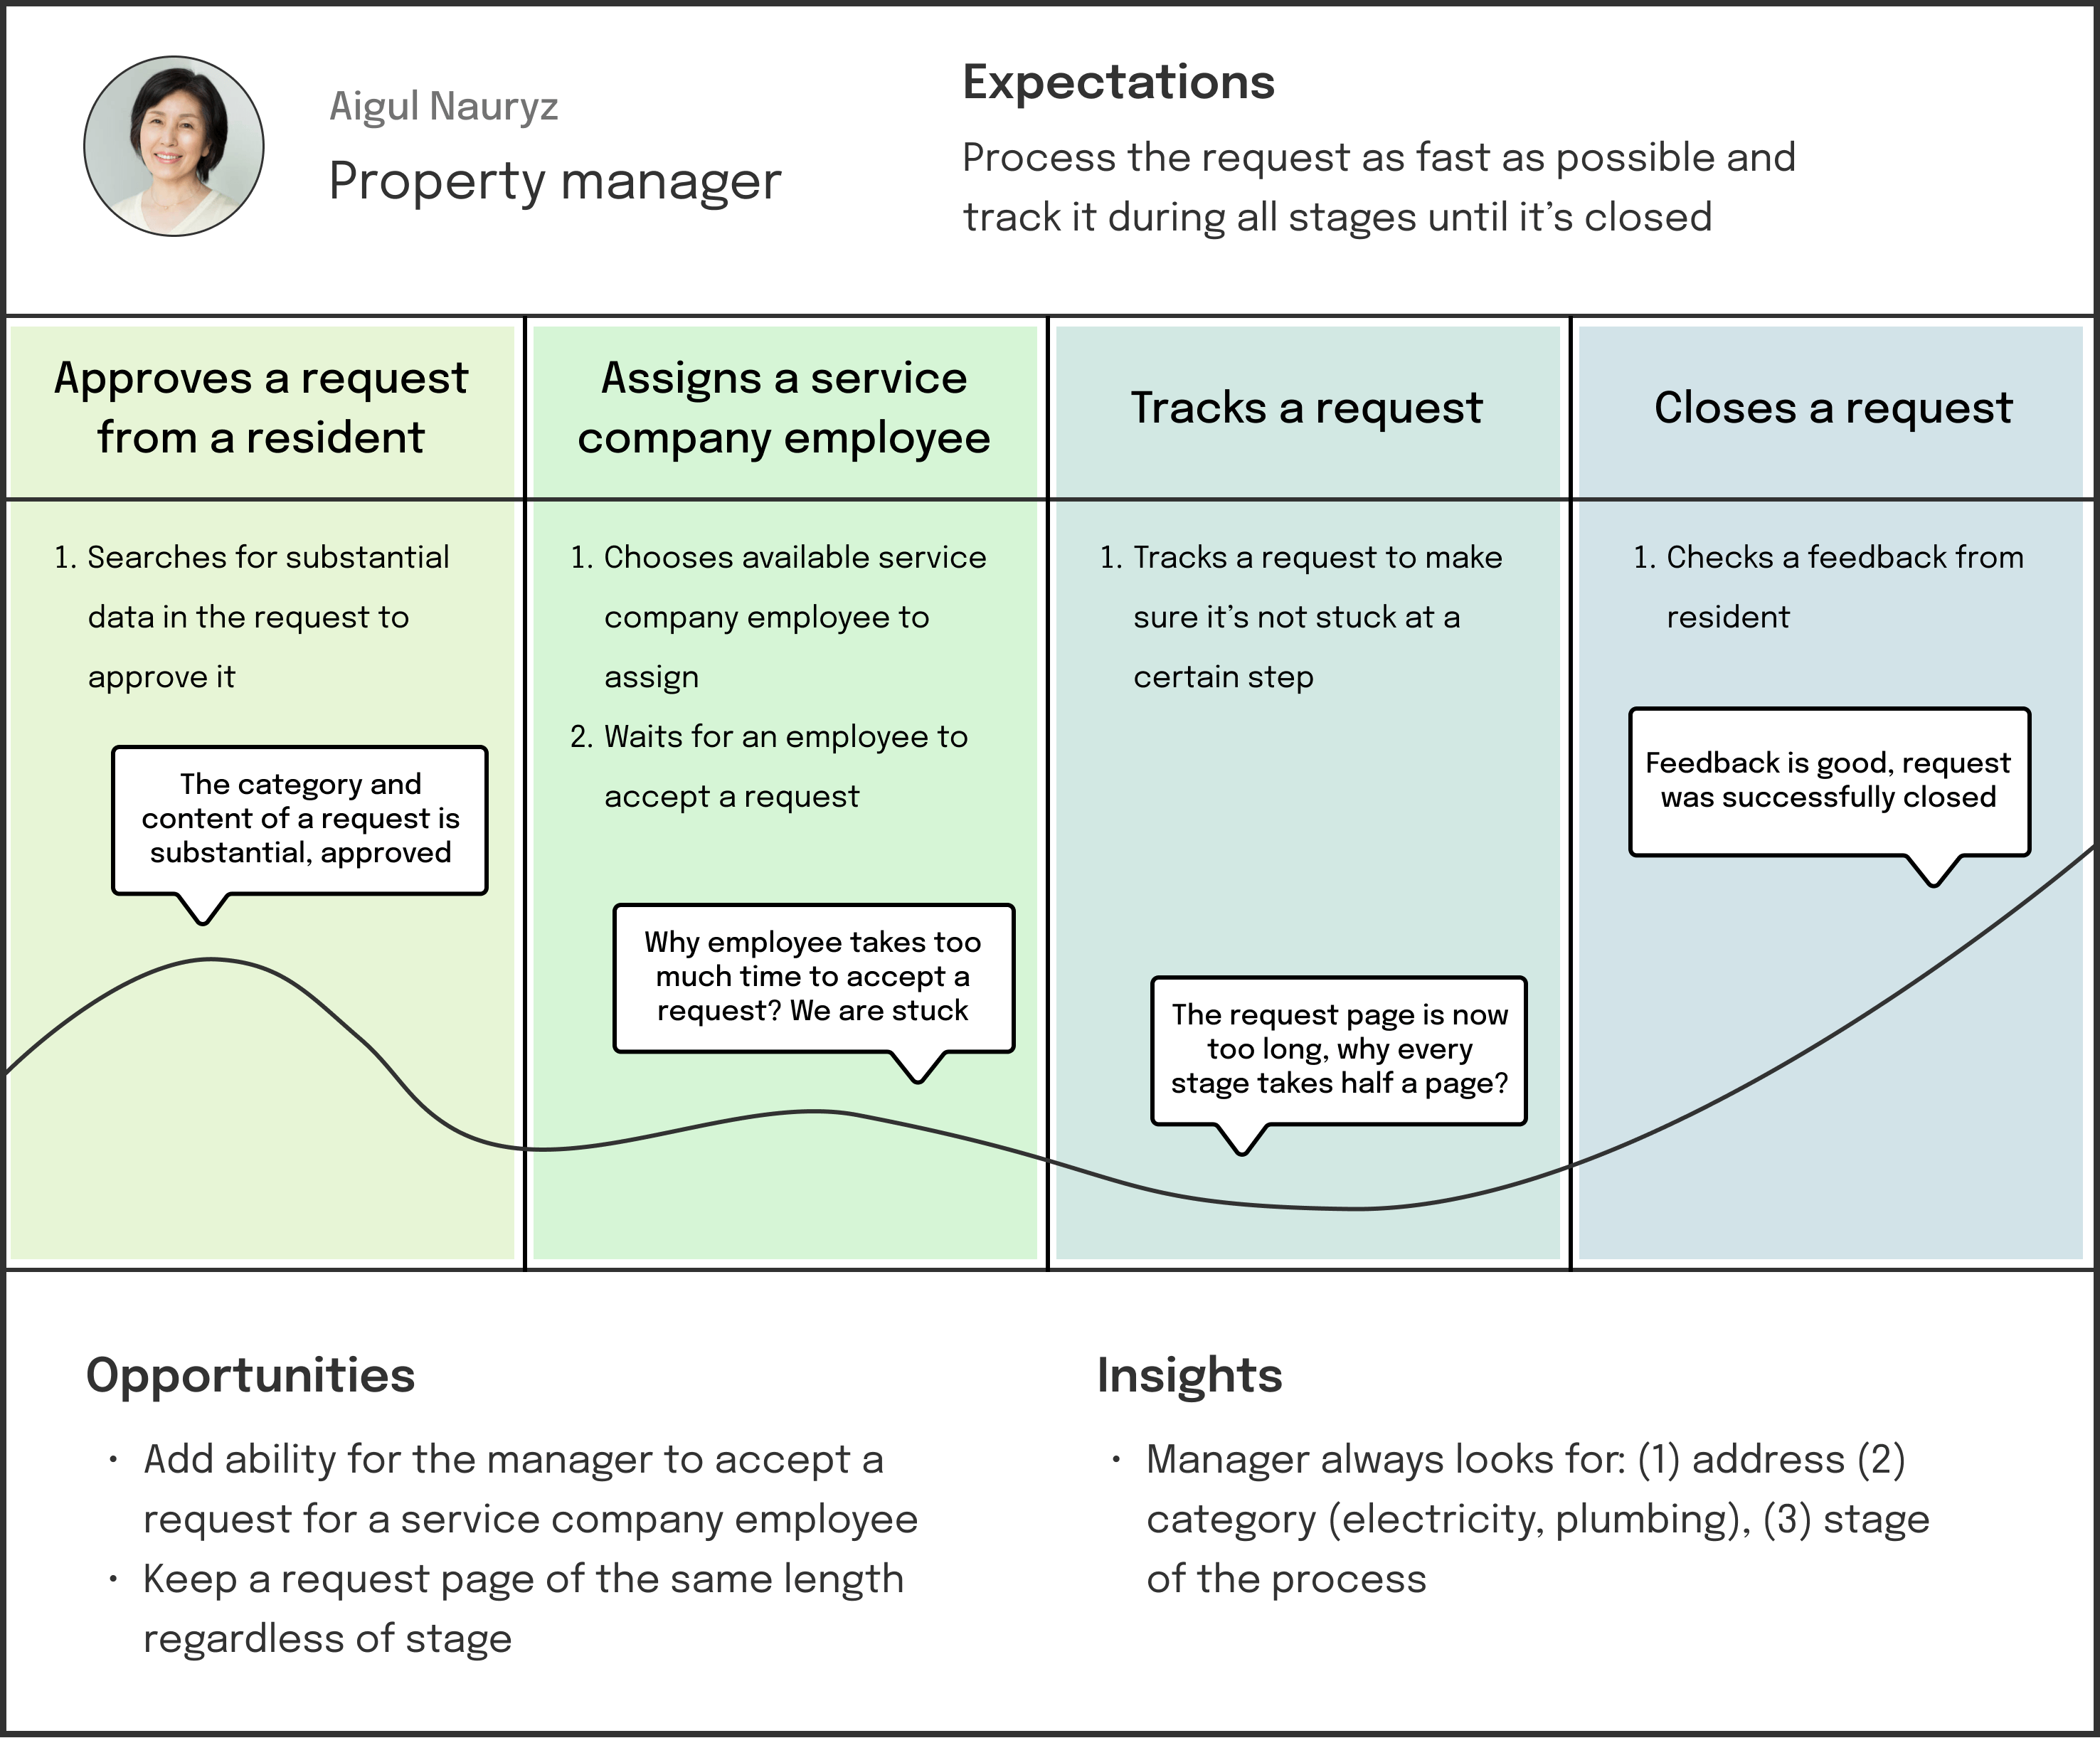 Aigul Nauryz
Property manager
Expectations
Process the request as fast as possible and
track it during all stages until it’s closed
Approves a request
from a resident
Assigns a service
company employee
Tracks a request
Closes a request
1. Searches for substantial
data in the request to
approve it
The category and
content of a request is
substantial, approved
1. Chooses available service
company employee to
assign
2. Waits for an employee to
accept a request
Why employee takes too
much time to accept a
request? We are stuck
1. Tracks a request to make
sure it’s not stuck at a
certain step
The request page is now
too long, why every
stage takes half a page?
1. Checks a feedback from
resident
Feedback is good, request
was successfully closed
Opportunities
• Add ability for the manager to accept a
request for a service company employee
• Keep a request page of the same length
regardless of stage
Insights
• Manager always looks for: (1) address (2)
category (electricity, plumbing), (3) stage
of the process